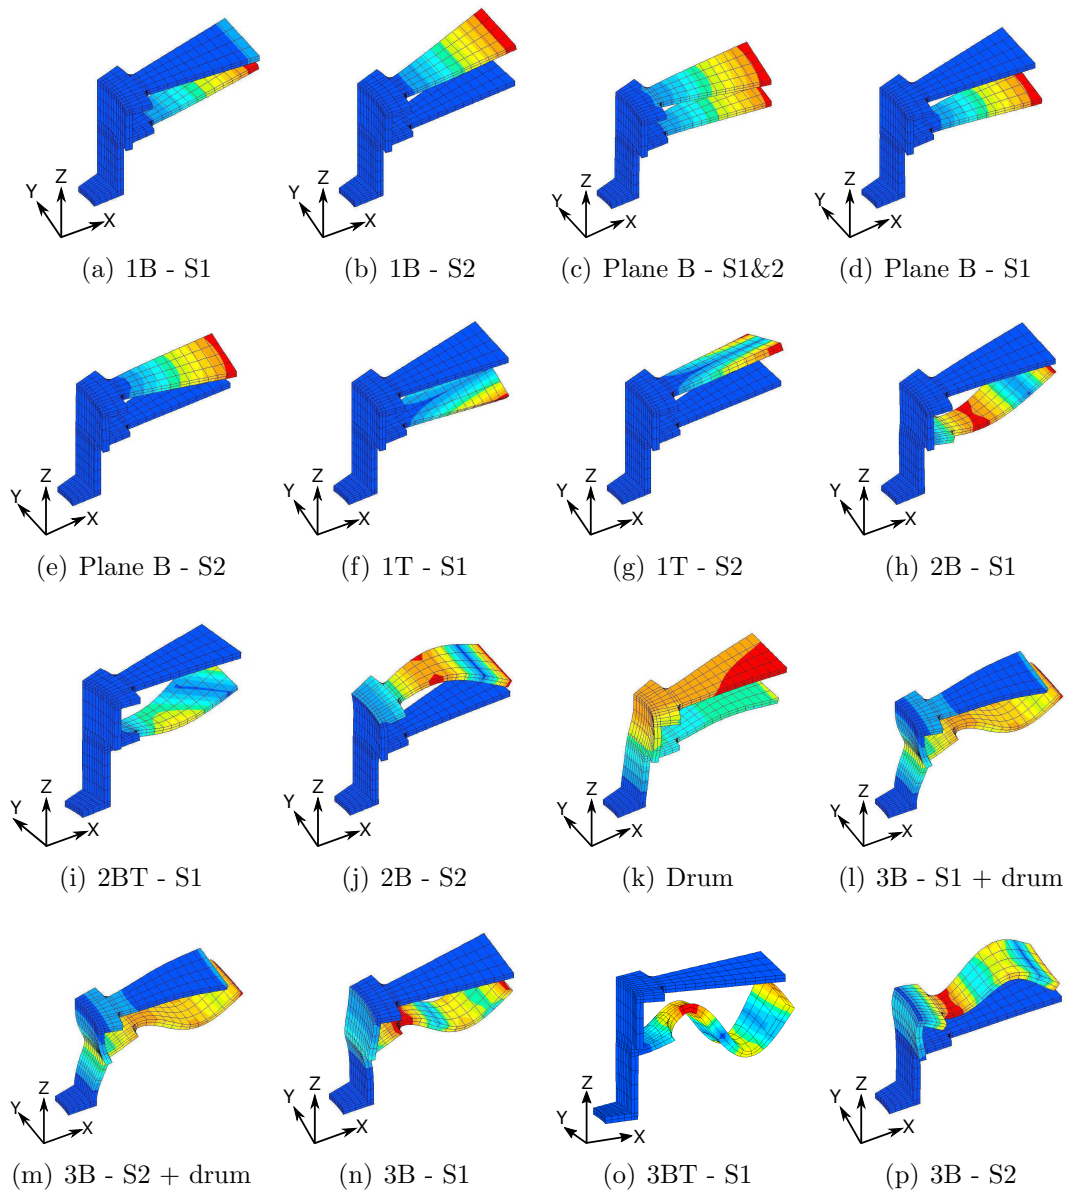 Z Y X Z Y X Z Y X Z Y X
(a) 1B - S1 (b) 1B - S2 (c) Plane B - S1&2 (d) Plane B - S1
Z Y X Z Y X Z Y X Z Y X
(e) Plane B - S2 (f) 1T - S1 (g) 1T - S2 (h) 2B - S1
Z Y X Z Y X Z Y X Z Y X
(i) 2BT - S1 (j) 2B - S2 (k) Drum (l) 3B - S1 + drum
Z Y X Z Y X Z Y X Z Y X
(m) 3B - S2 + drum (n) 3B - S1 (o) 3BT - S1 (p) 3B - S2